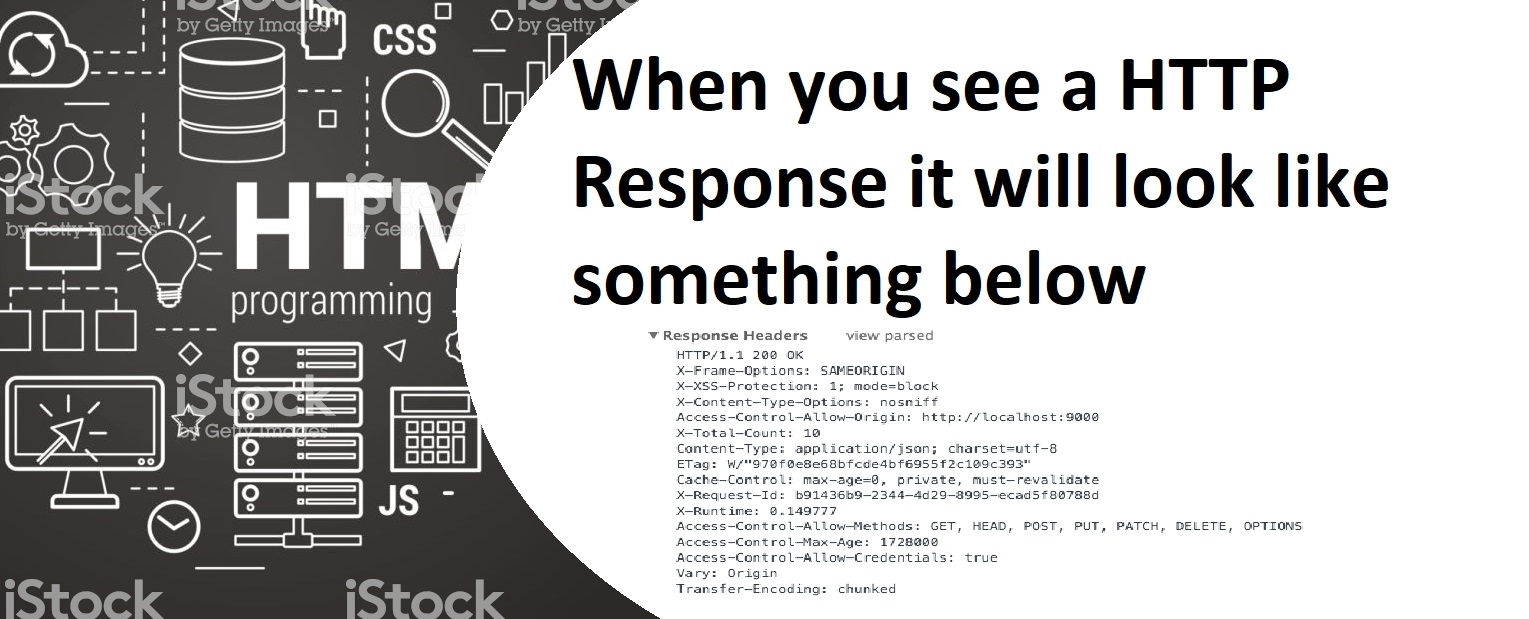 iStock
by Getty Images
by Getty
CSS
iStock
by Getty Images
iStock
by Getty
HTM
programming
iStock
by Getty Images
JS
iStock
iStock
When you see a HTTP
Response it will look like
something below
Response Headers view parsed
HTTP/1.1 200 OK
X-Frame-Options: SAMEORIGIN
X-XSS-Protection: 1; mode=block
X-Content-Type-Options: nosniff
Access-Control-Allow-Origin: http://localhost:9000
X-Total-Count: 10
Content-Type: application/json; charset=utf-8
ETag: W/"970f0e8e68bfcde4bf6955f2c109c393"
Cache-Control: max-age=0, private, must-revalidate
X-Request-Id: b91436b9-2344-4d29-8995-ecad5f80788d
X-Runtime: 0.149777
Access-Control-Allow-Methods: GET, HEAD, POST, PUT, PATCH, DELETE, OPTIONS
Access-Control-Max-Age: 1728000
Access-Control-Allow-Credentials: true
Vary: Origin
Transfer-Encoding: chunked